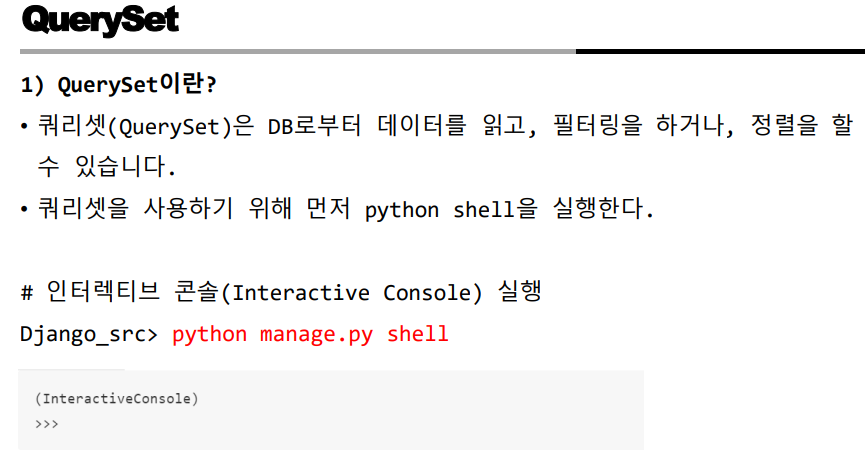 QuerySet
1) QuerySet이란?
• 쿼리셋(QuerySet)은 DB로부터 데이터를 읽고, 필터링을 하거나, 정렬을 할
수 있습니다.
• 쿼리셋을 사용하기 위해 먼저 python shell을 실행한다.
# 인터렉티브 콘솔(Interactive Console) 실행
Django_src> python manage.py shell
(InteractiveConsole)
>>>